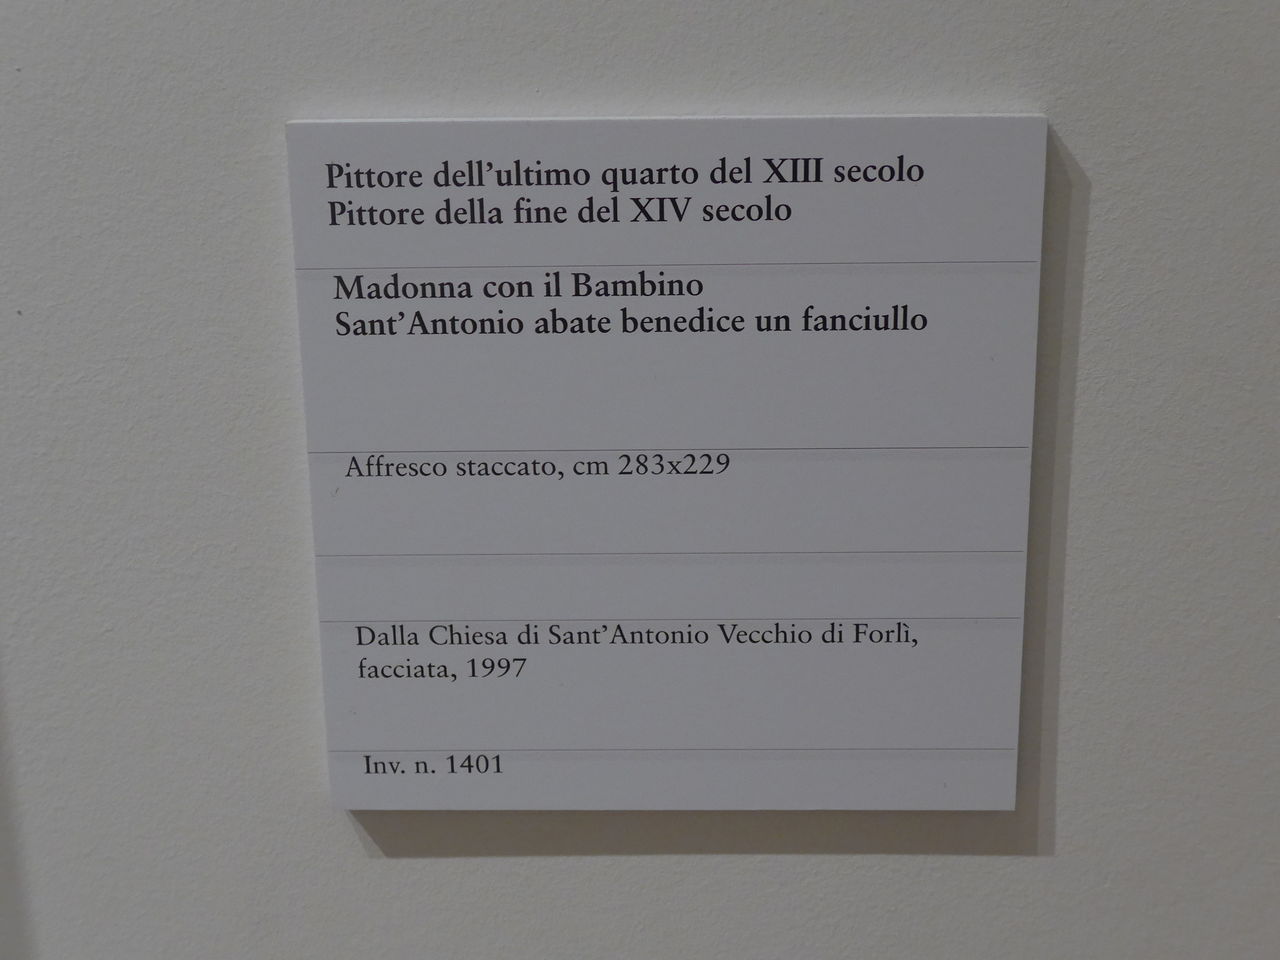 Pittore dell’ultimo quarto del XIII secolo
Pittore della fine del XIV secolo
Madonna con il Bambino
Sant’Antonio abate benedice un fanciullo
Affresco staccato, cm 283x229
Dalla Chiesa di Sant’Antonio Vecchio di Forlì,
facciata, 1997
Inv. n. 1401